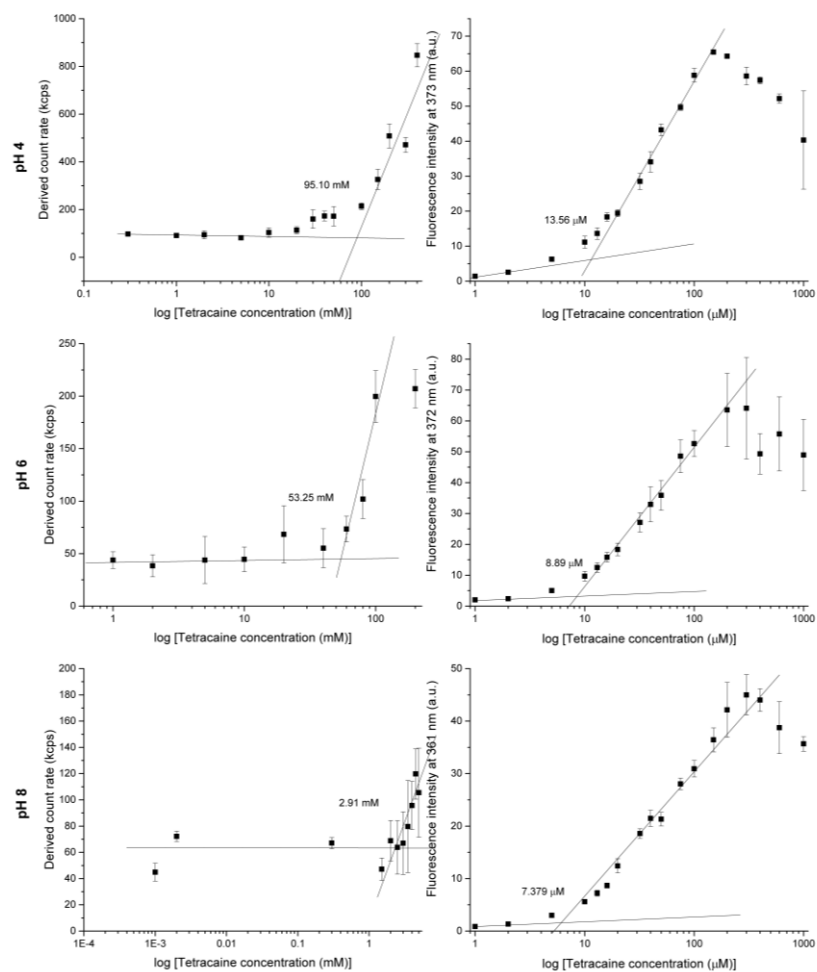 pH 4
Derived count rate (kcps)
1000
800
600
400
200
0
95.10 mM
0.1
1
10
100
log [Tetracaine concentration (mM)]
Fluorescence intensity at 373 nm (a.u.)
70
60
50
40
30
20
10
0
13.56 μM
1
10
100
1000
log [Tetracaine concentration (μM)]
pH 6
Derived count rate (kcps)
250
200
150
100
50
0
53.25 mM
1
10
100
log [Tetracaine concentration (mM)]
Fluorescence intensity at 372 nm (a.u.)
80
70
60
50
40
30
20
10
0
8.89 μM
1
10
100
1000
log [Tetracaine concentration (μM)]
pH 8
Derived count rate (kcps)
200
180
160
140
120
100
80
60
40
20
0
2.91 mM
1E-4
1E-3
0.01
0.1
1
log [Tetracaine concentration (mM)]
Fluorescence intensity at 361 nm (a.u.)
50
40
30
20
10
0
7.379 μM
1
10
100
1000
log [Tetracaine concentration (μM)]